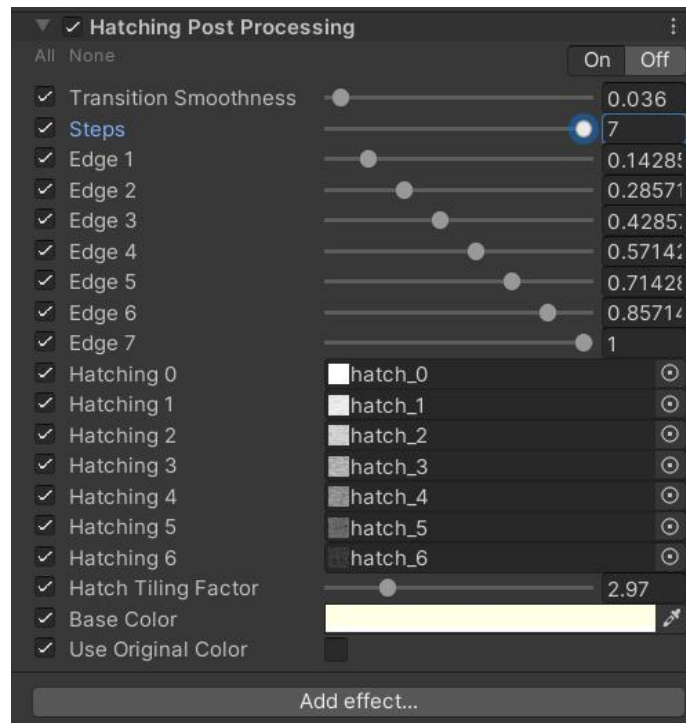 Hatching Post Processing
All None On Off
Transition Smoothness 0.036
Steps 7
Edge 1 0.1428
Edge 2 0.28571
Edge 3 0.42857
Edge 4 0.57142
Edge 5 0.71428
Edge 6 0.85714
Edge 7 1
Hatching 0 hatch_0
Hatching 1 hatch_1
Hatching 2 hatch_2
Hatching 3 hatch_3
Hatching 4 hatch_4
Hatching 5 hatch_5
Hatching 6 hatch_6
Hatch Tiling Factor 2.97
Base Color
Use Original Color
Add effect...